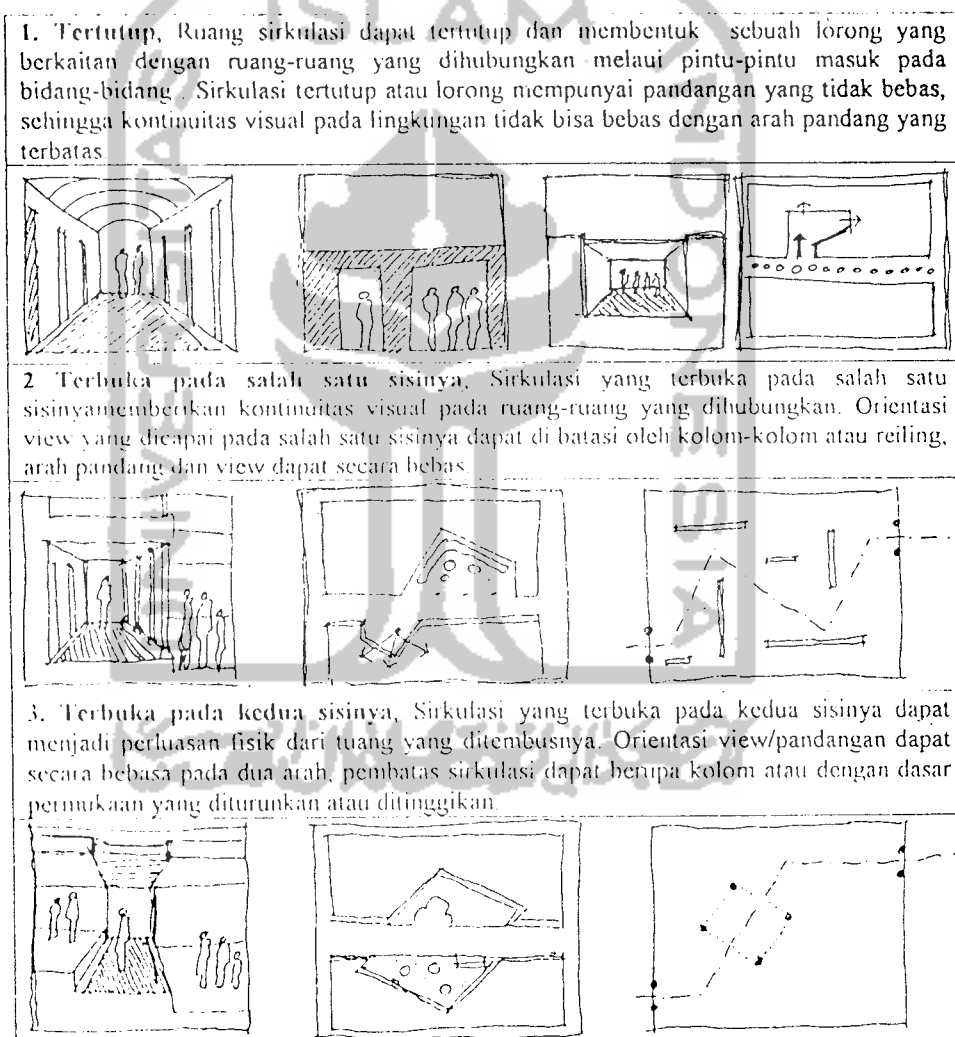 1. Tertutup, Ruang sirkulasi dapat tertutup dan membentuk sebuah lorong yang
berkaitan dengan ruang-ruang yang dihubungkan melaui pintu-pintu masuk pada
bidang-bidang . Sirkulasi tertutup atau lorong mempunyai pandangan yang tidak bebas,
sehingga kontinuitas visual pada lingkungan tidak bisa bebas dengan arah pandang yang
terbatas
2 Terbuka pada salah satu sisinya, Sirkulasi yang terbuka pada salah satu
sisinyamemberikan kontinuitas visual pada ruang-ruang yang dihubungkan. Orientasi
view yang dicapai pada salah satu sisinya dapat di batasi oleh kolom-kolom atau reiling,
arah pandang dan view dapat secara bebas.
3. Terbuka pada kedua sisinya, Sirkulasi yang terbuka pada kedua sisinya dapat
menjadi perluasan fisik dari tuang yang ditembusnya. Orientasi view/pandangan dapat
secara bebasa pada dua arah, pembatas sirkulasi dapat berupa kolom atau dengan dasar
permukaan yang diturunkan atau ditinggikan.
ISLAM
UNIVERSITAS
INDONESIA